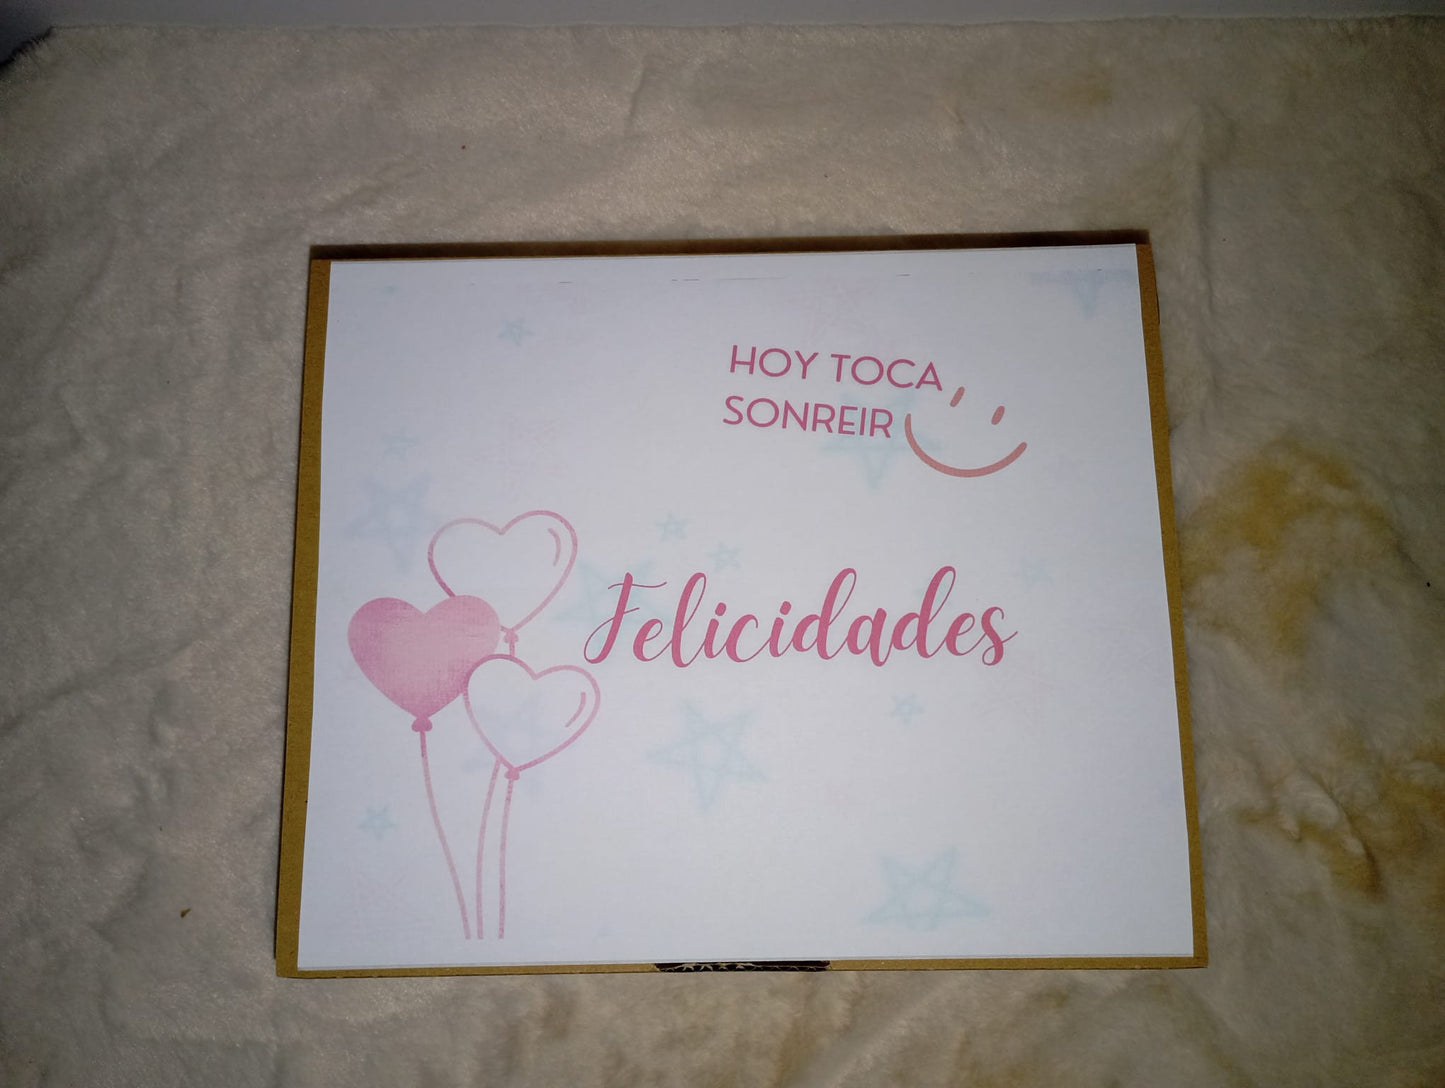 HOY TOCA
SONREIR
Felicidades